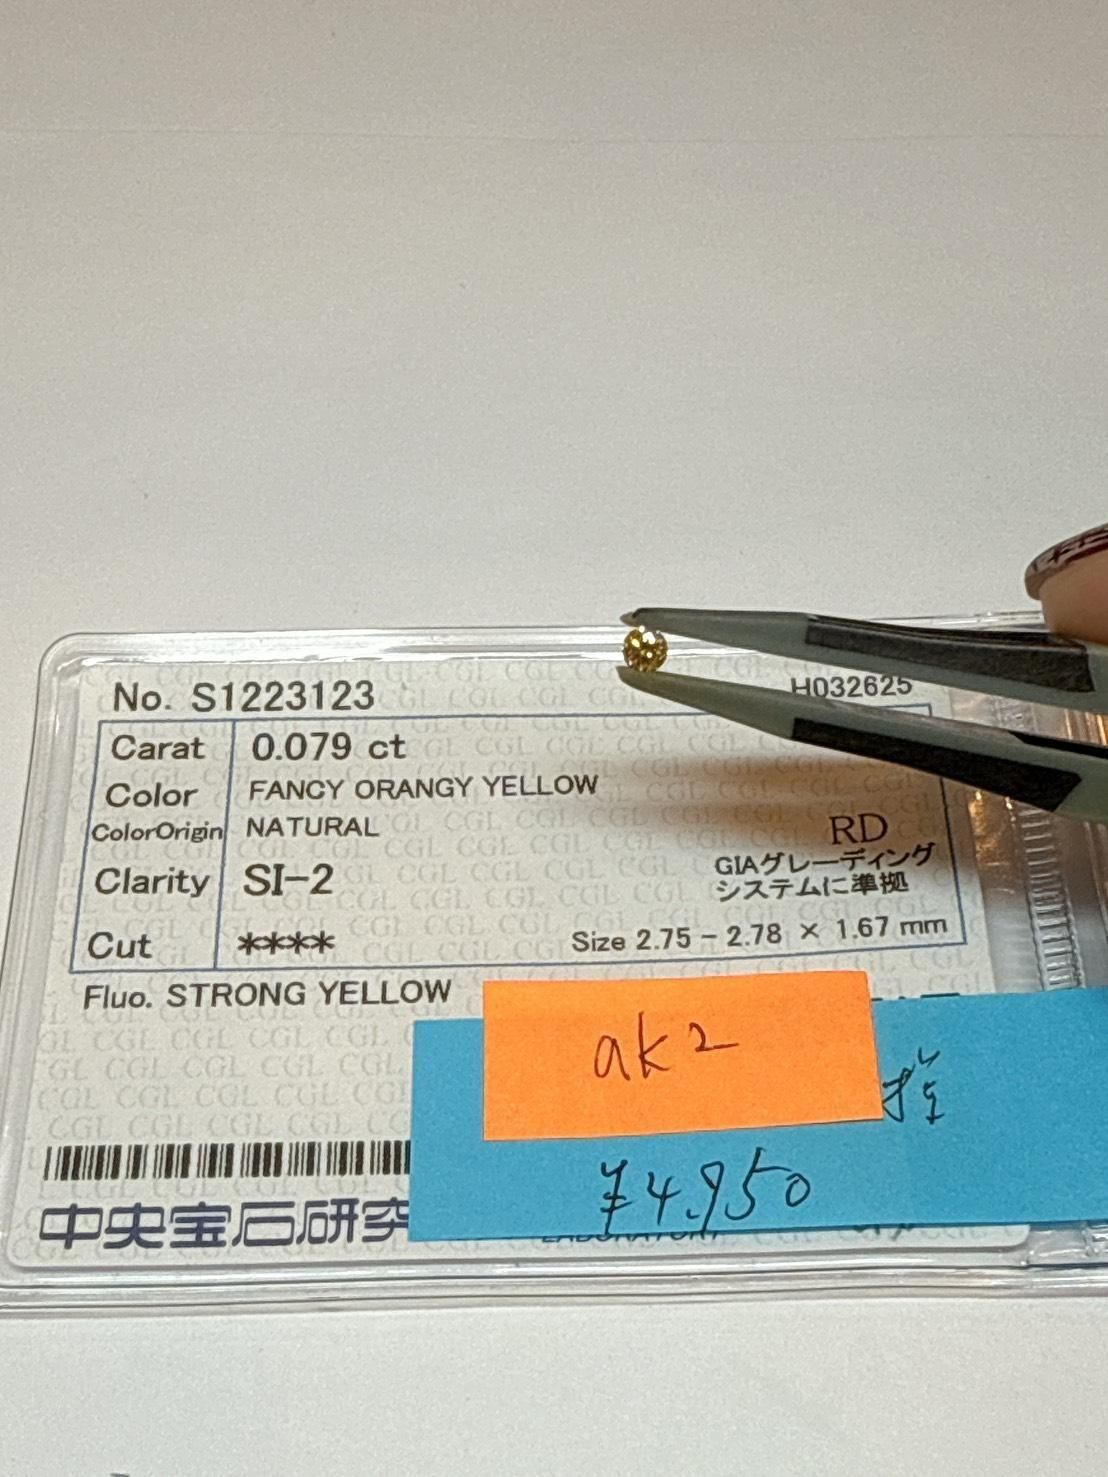 No. S1223123
H032625
Carat 0.079 ct
Color FANCY ORANGY YELLOW
ColorOrigin NATURAL
RD
GIAグレーディング
システムに準拠
Clarity SI-2
Cut ****
Size 2.75 - 2.78 × 1.67 mm
Fluo. STRONG YELLOW
ak2
¥4,950
中央宝石研究